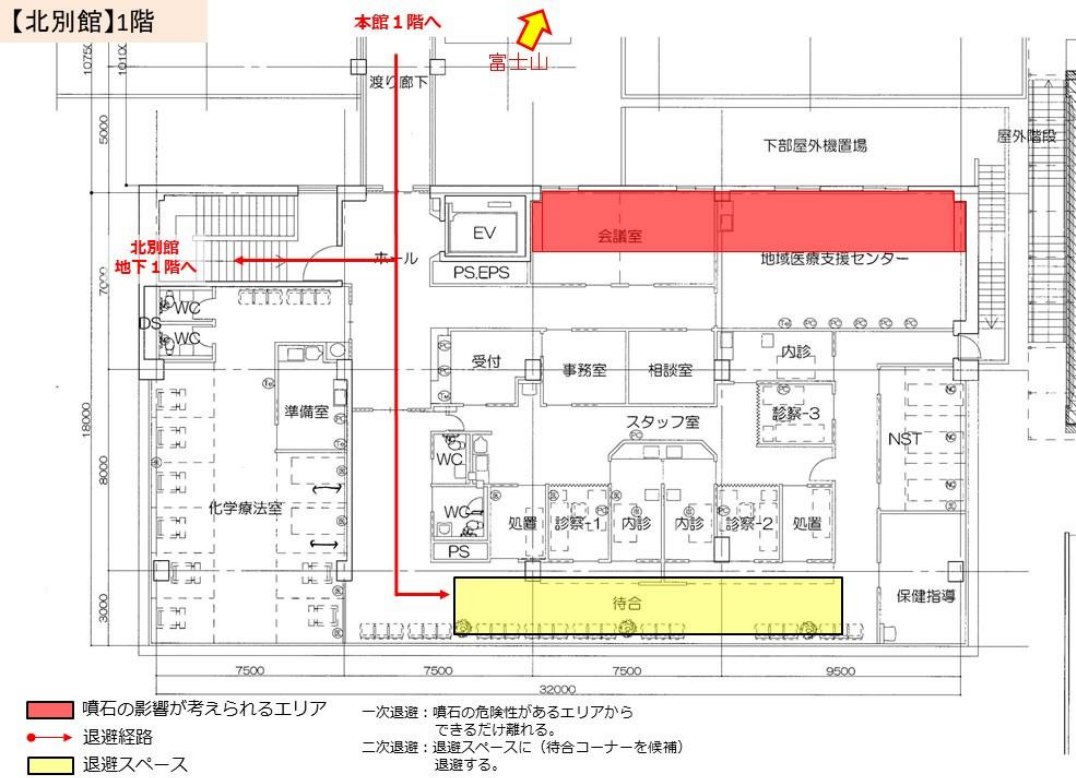 【北別館】1階
本館１階へ
富士山
10750
10100
渡り廊下
5000
下部屋外機置場
屋外階段
北別館
地下１階へ
ホール
EV
PS,EPS
会議室
地域医療支援センター
7000
DS
WC
WC
受付
事務室
相談室
内診
準備室
スタッフ室
診察-3
NST
18000
8000
WC
化学療法室
WC
処置
診察-1
内診
内診
診察-2
処置
PS
3000
待合
保健指導
7500
7500
7500
9500
32000
噴石の影響が考えられるエリア
退避経路
退避スペース
一次退避：噴石の危険性があるエリアから
できるだけ離れる。
二次退避：退避スペースに（待合コーナーを候補）
退避する。